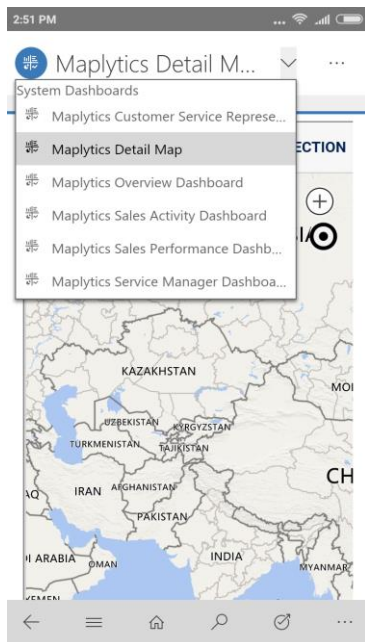 2:51 PM
Maplytics Detail M...
System Dashboards
Maplytics Customer Service Represe...
Maplytics Detail Map
ECTION
Maplytics Overview Dashboard
Maplytics Sales Activity Dashboard
Maplytics Sales Performance Dashb...
Maplytics Service Manager Dashboa...
KAZAKHSTAN
MO
UZBEKISTAN
KYRGYZSTAN
TURKMENISTAN
TAJIKISTAN
CH
AQ
IRAN
AFGHANISTAN
PAKISTAN
I ARABIA
OMAN
INDIA
MYANMAR
YEMEN